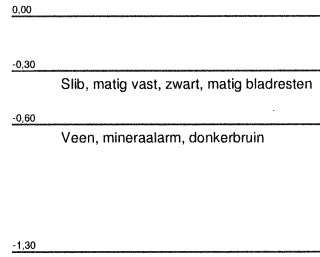 0,00
-0,30
Slib, matig vast, zwart, matig bladresten
-0,60
Veen, mineraalarm, donkerbruin
-1,30